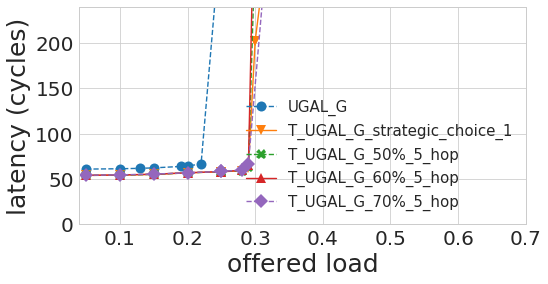 latency (cycles)
200
150
100
50
0
UGAL_G
T_UGAL_G_strategic_choice_1
T_UGAL_G_50%_5_hop
T_UGAL_G_60%_5_hop
T_UGAL_G_70%_5_hop
0.1 0.2 0.3 0.4 0.5 0.6 0.7
offered load